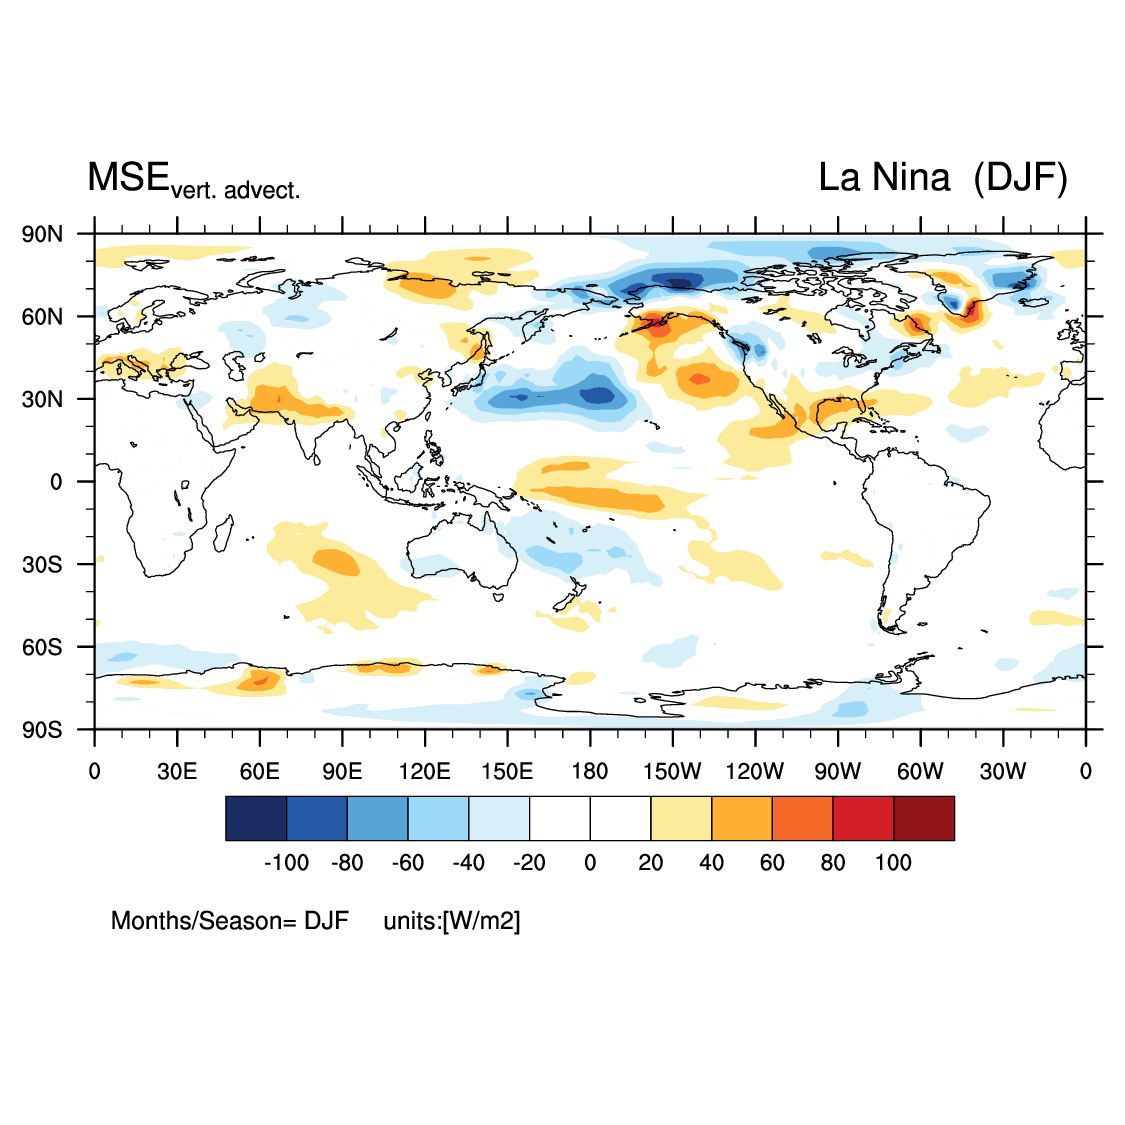 MSEvert. advect. La Nina (DJF)
90N
60N
30N
0
30S
60S
90S
0 30E 60E 90E 120E 150E 180 150W 120W 90W 60W 30W 0
-100 -80 -60 -40 -20 0 20 40 60 80 100
Months/Season= DJF units:[W/m2]